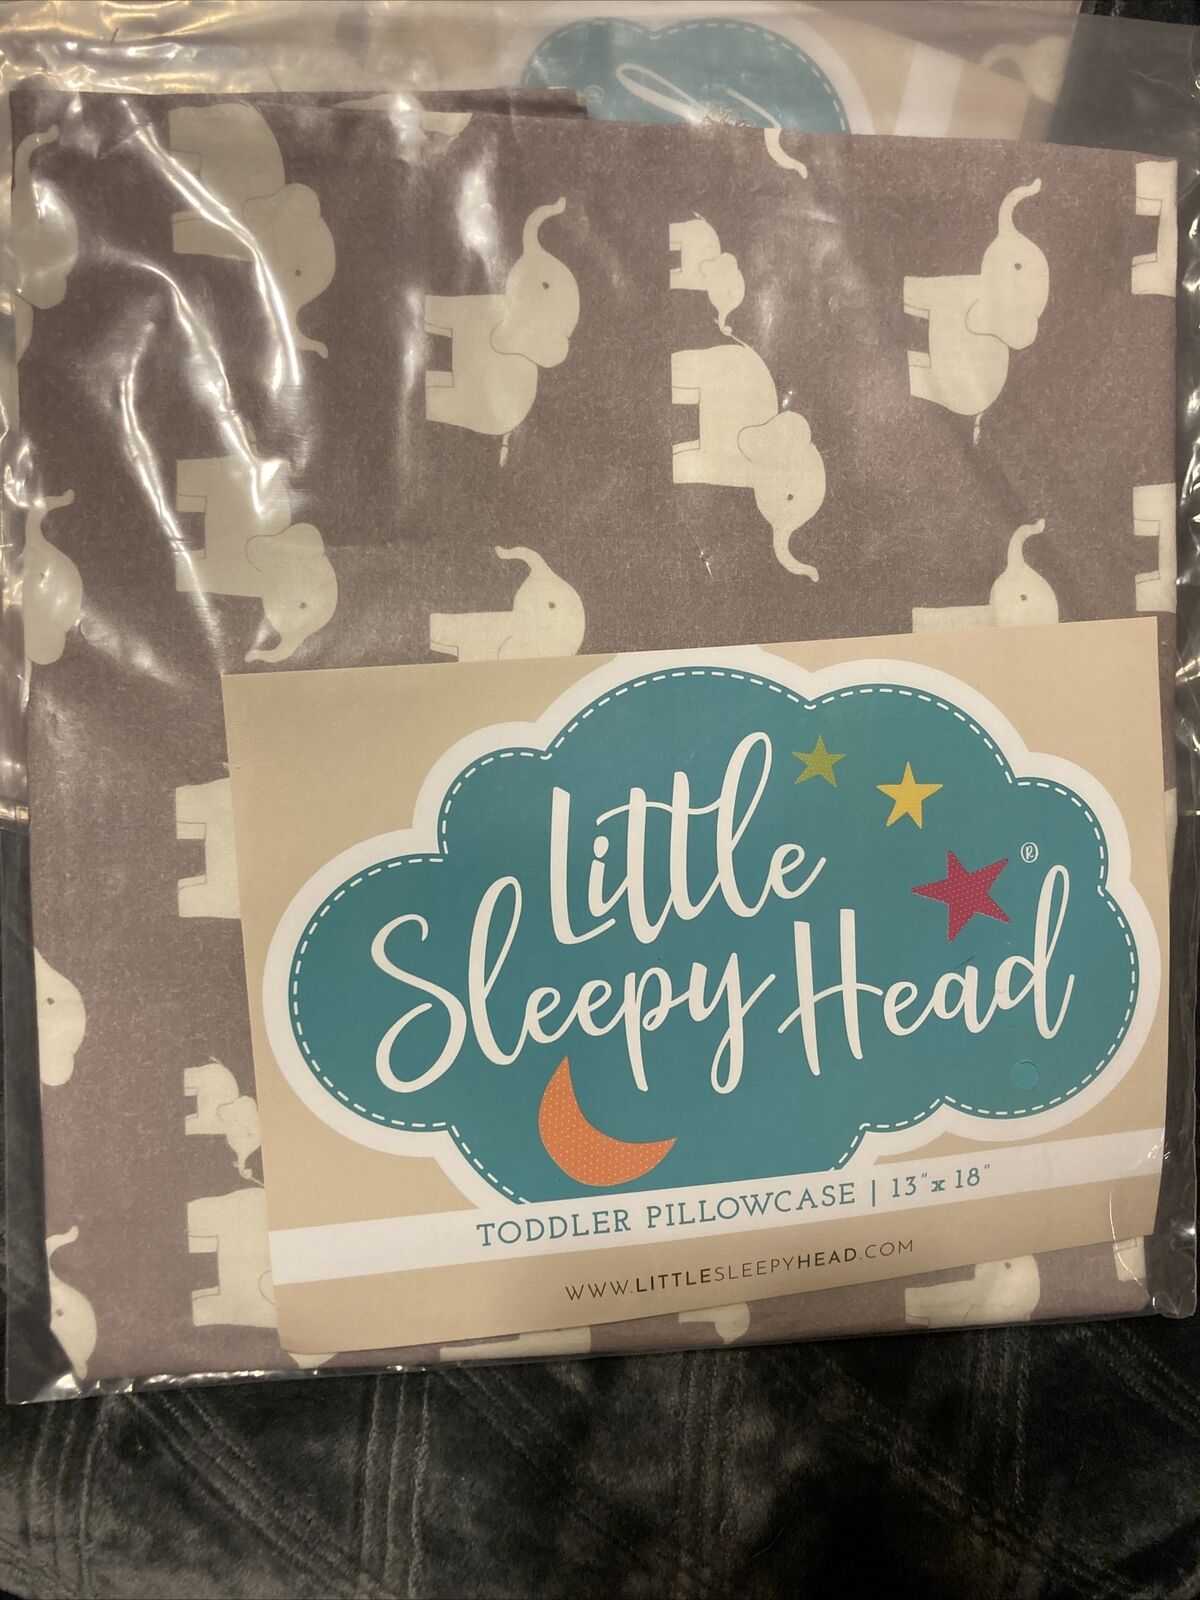 Little
Sleepy Head®
TODDLER PILLOWCASE | 13"x 18"
WWW.LITTLESLEEPYHEAD.COM